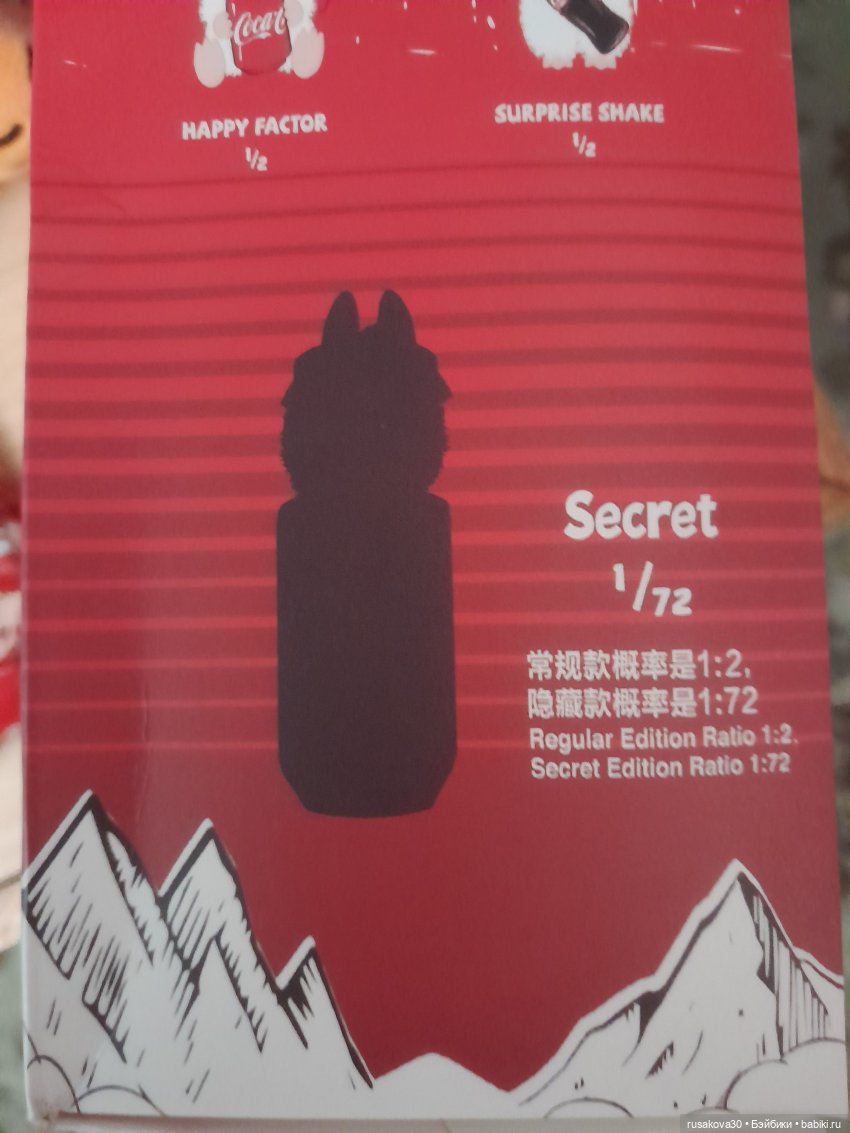 Coca-C
HAPPY FACTOR
1/2
SURPRISE SHAKE
1/2
Secret
1/72
常规款概率是1:2,
隐藏款概率是1:72
Regular Edition Ratio 1:2.
Secret Edition Ratio 1:72
rusakova30 • Бэйбики • babiki.ru